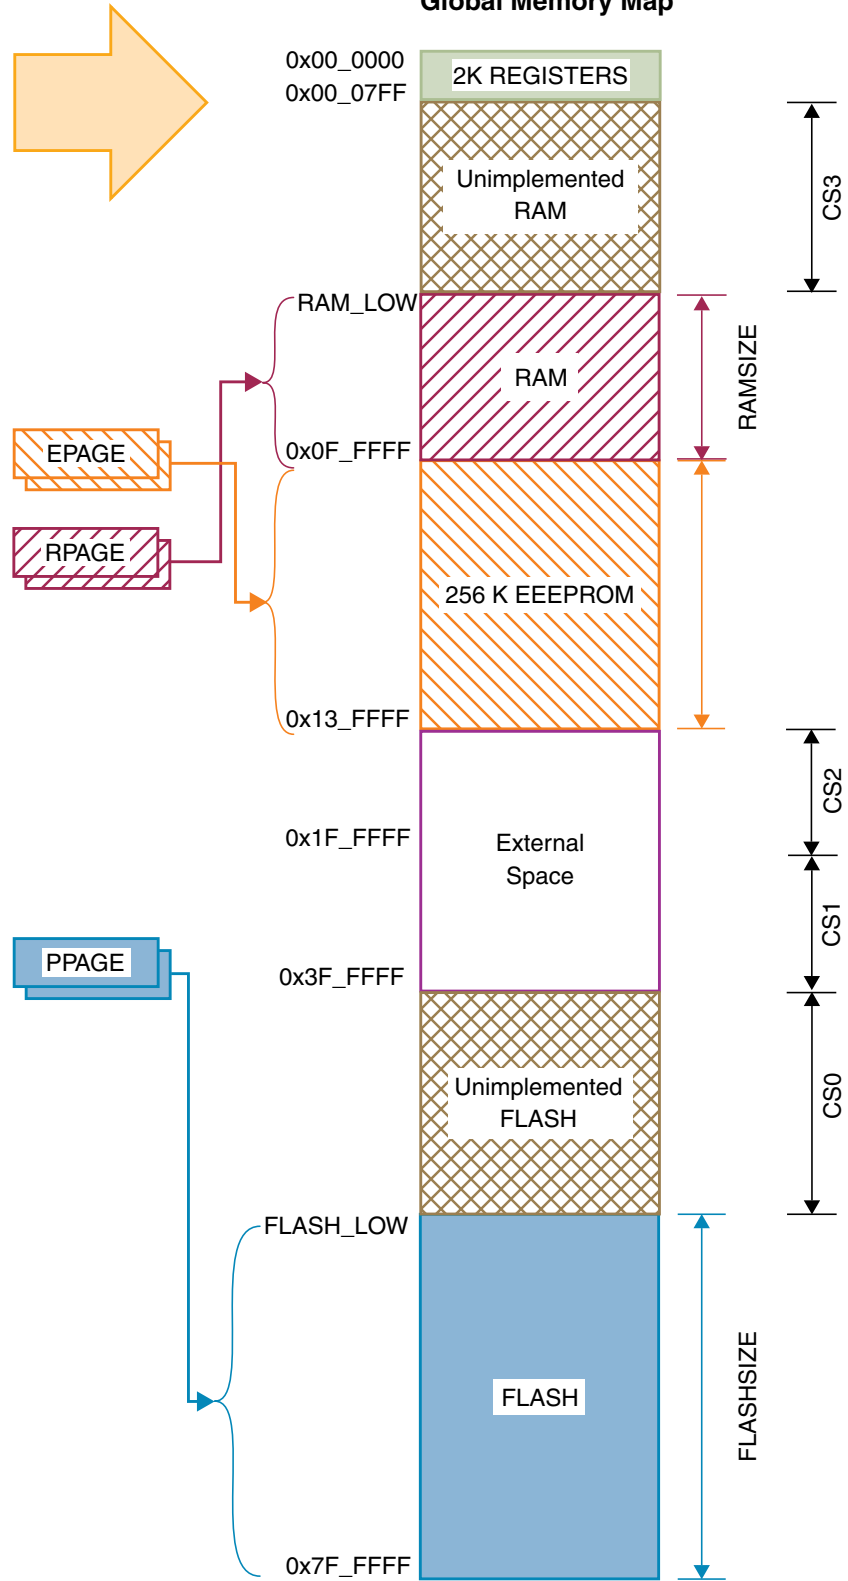 Global Memory Map
0x00_0000
2K REGISTERS
0x00_07FF
Unimplemented
RAM
CS3
RAM_LOW
RAM
RAMSIZE
EPAGE
0x0F_FFFF
RPAGE
256 K EEEPROM
0x13_FFFF
CS2
0x1F_FFFF
External
Space
CS1
PPAGE
0x3F_FFFF
Unimplemented
FLASH
CS0
FLASH_LOW
FLASH
FLASHSIZE
0x7F_FFFF